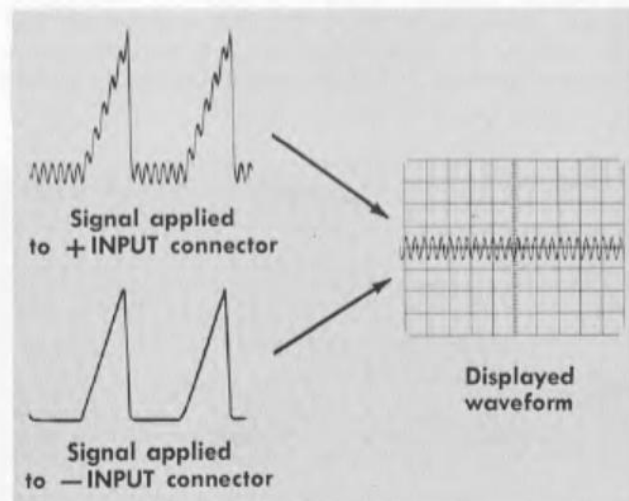 Signal applied
to + INPUT connector
Displayed
waveform
Signal applied
to — INPUT connector